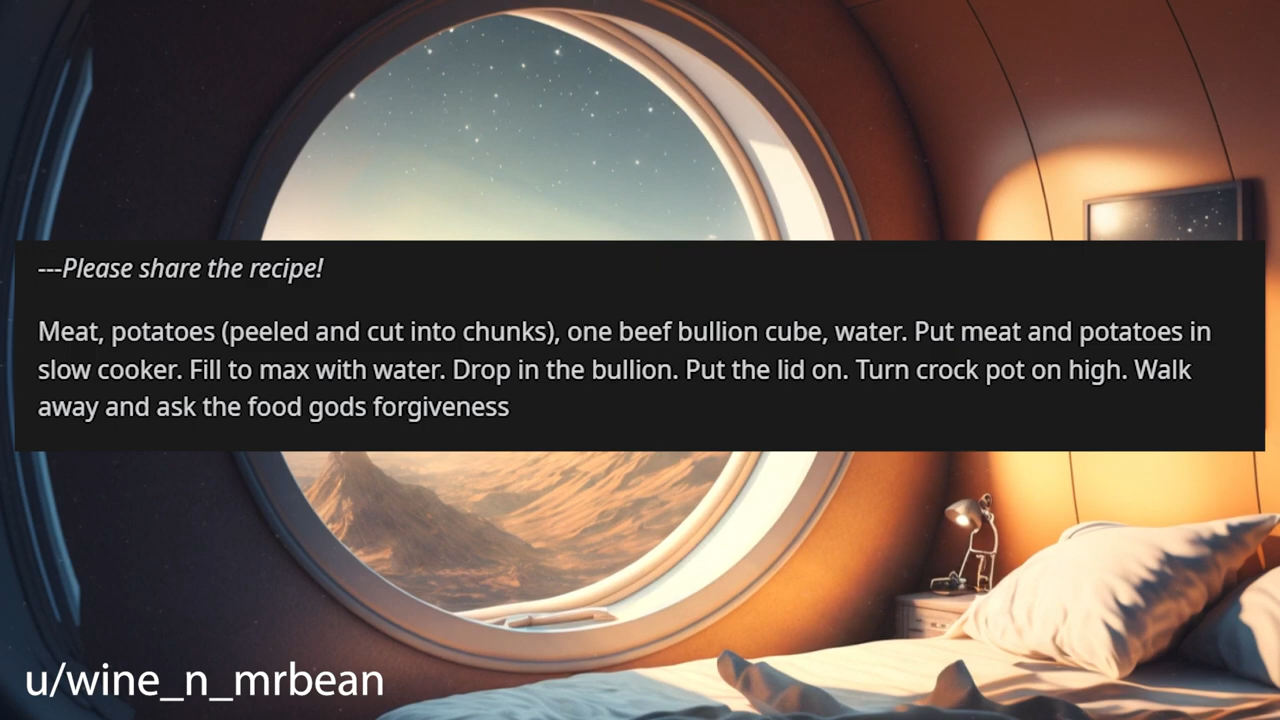 ---Please share the recipe!
Meat, potatoes (peeled and cut into chunks), one beef bullion cube, water. Put meat and potatoes in
slow cooker. Fill to max with water. Drop in the bullion. Put the lid on. Turn crock pot on high. Walk
away and ask the food gods forgiveness
u/wine_n_mrbean